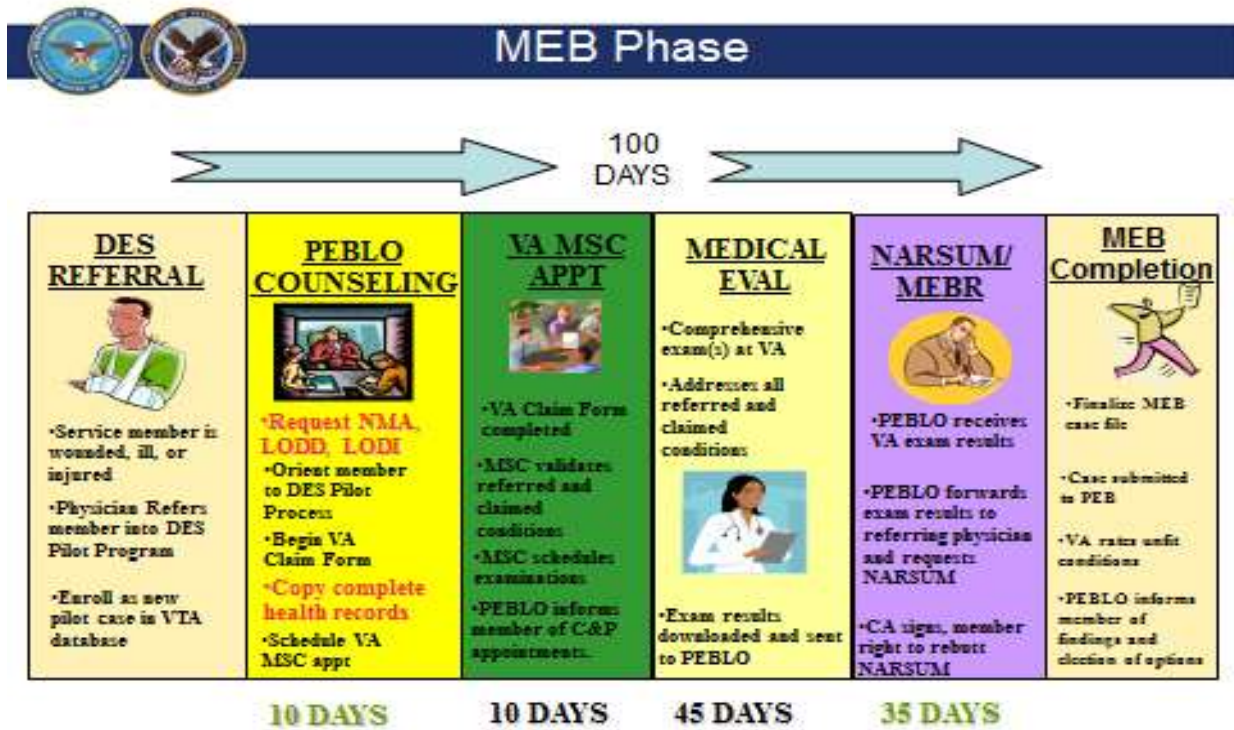 MEB Phase
100
DAYS
DES
REFERRAL
•Service member is
wounded, ill, or
injured
•Physician Refers
member into DES
Pilot Program
•Enroll as new
pilot case in VTA
database
PEBLO
COUNSELING
•Request NMA,
LODD, LODI
•Orient member
to DES Pilot
Process
•Begin VA
Claim Form
•Copy complete
health records
•Schedule VA
MSC appt
10 DAYS
VA MSC
APPT
•VA Claim Form
completed
•MSC validates
referred and
claimed
conditions
•MSC schedules
examinations
•PEBLO informs
member of C&P
appointments.
10 DAYS
MEDICAL
EVAL
•Comprehensive
exam(s) at VA
•Addresses all
referred and
claimed
conditions
•Exam results
downloaded and sent
to PEBLO
45 DAYS
NARSUM/
MEBR
•PEBLO receives
VA exam results
•PEBLO forwards
exam results to
referring physician
and requests
NARSUM
•CA signs, member
right to rebutt
NARSUM
35 DAYS
MEB
Completion
•Finalize MEB
case file
•Case submitted
to PEB
•VA rates unfit
conditions
•PEBLO informs
member of
findings and
election of options